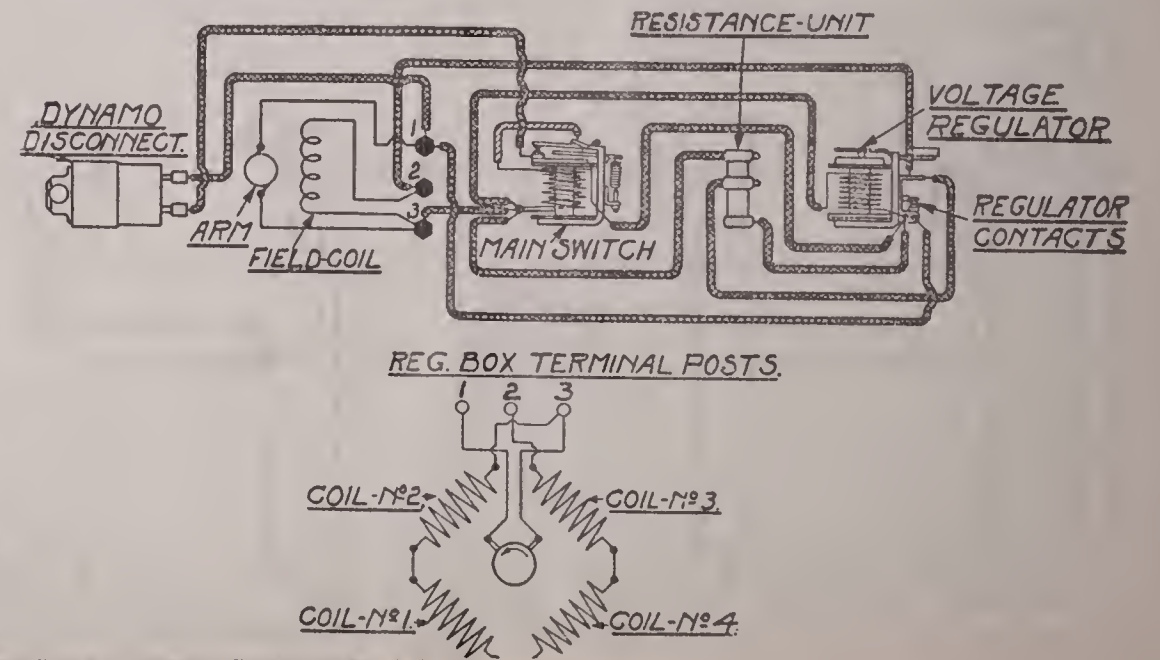 RESISTANCE-UNIT
DYNAMO
DISCONNECT.
VOLTAGE
REGULATOR
1
2
3
ARM
FIELD-COIL
MAIN SWITCH
REGULATOR
CONTACTS
REG. BOX TERMINAL POSTS.
1 2 3
COIL-Nº2.
COIL-Nº3.
COIL-Nº1.
COIL-Nº4.